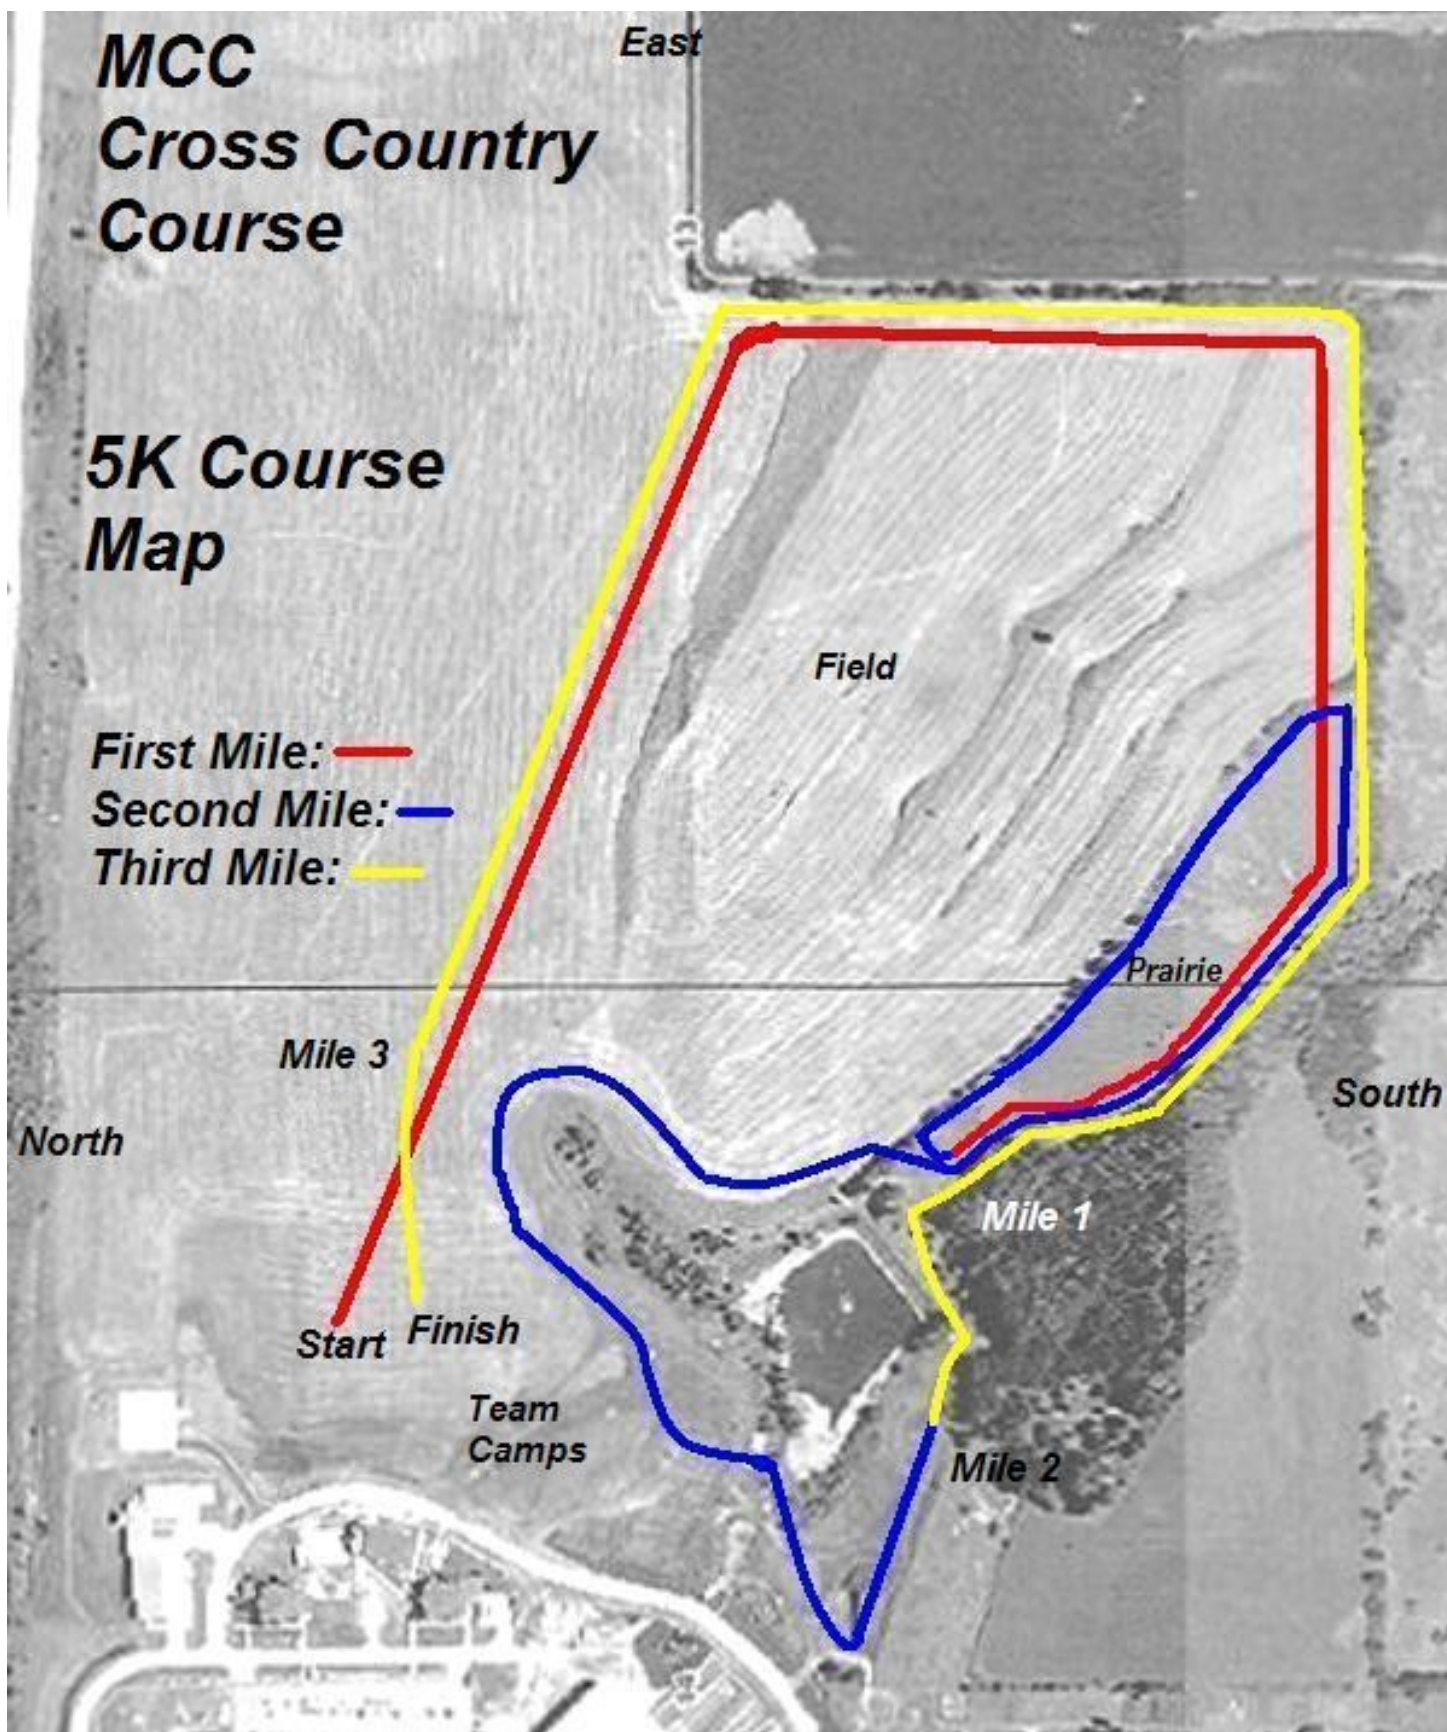 MCC
Cross Country
Course
East
5K Course
Map
Field
First Mile:
Second Mile:
Third Mile:
Prairie
Mile 3
South
North
Mile 1
Start
Finish
Team
Camps
Mile 2